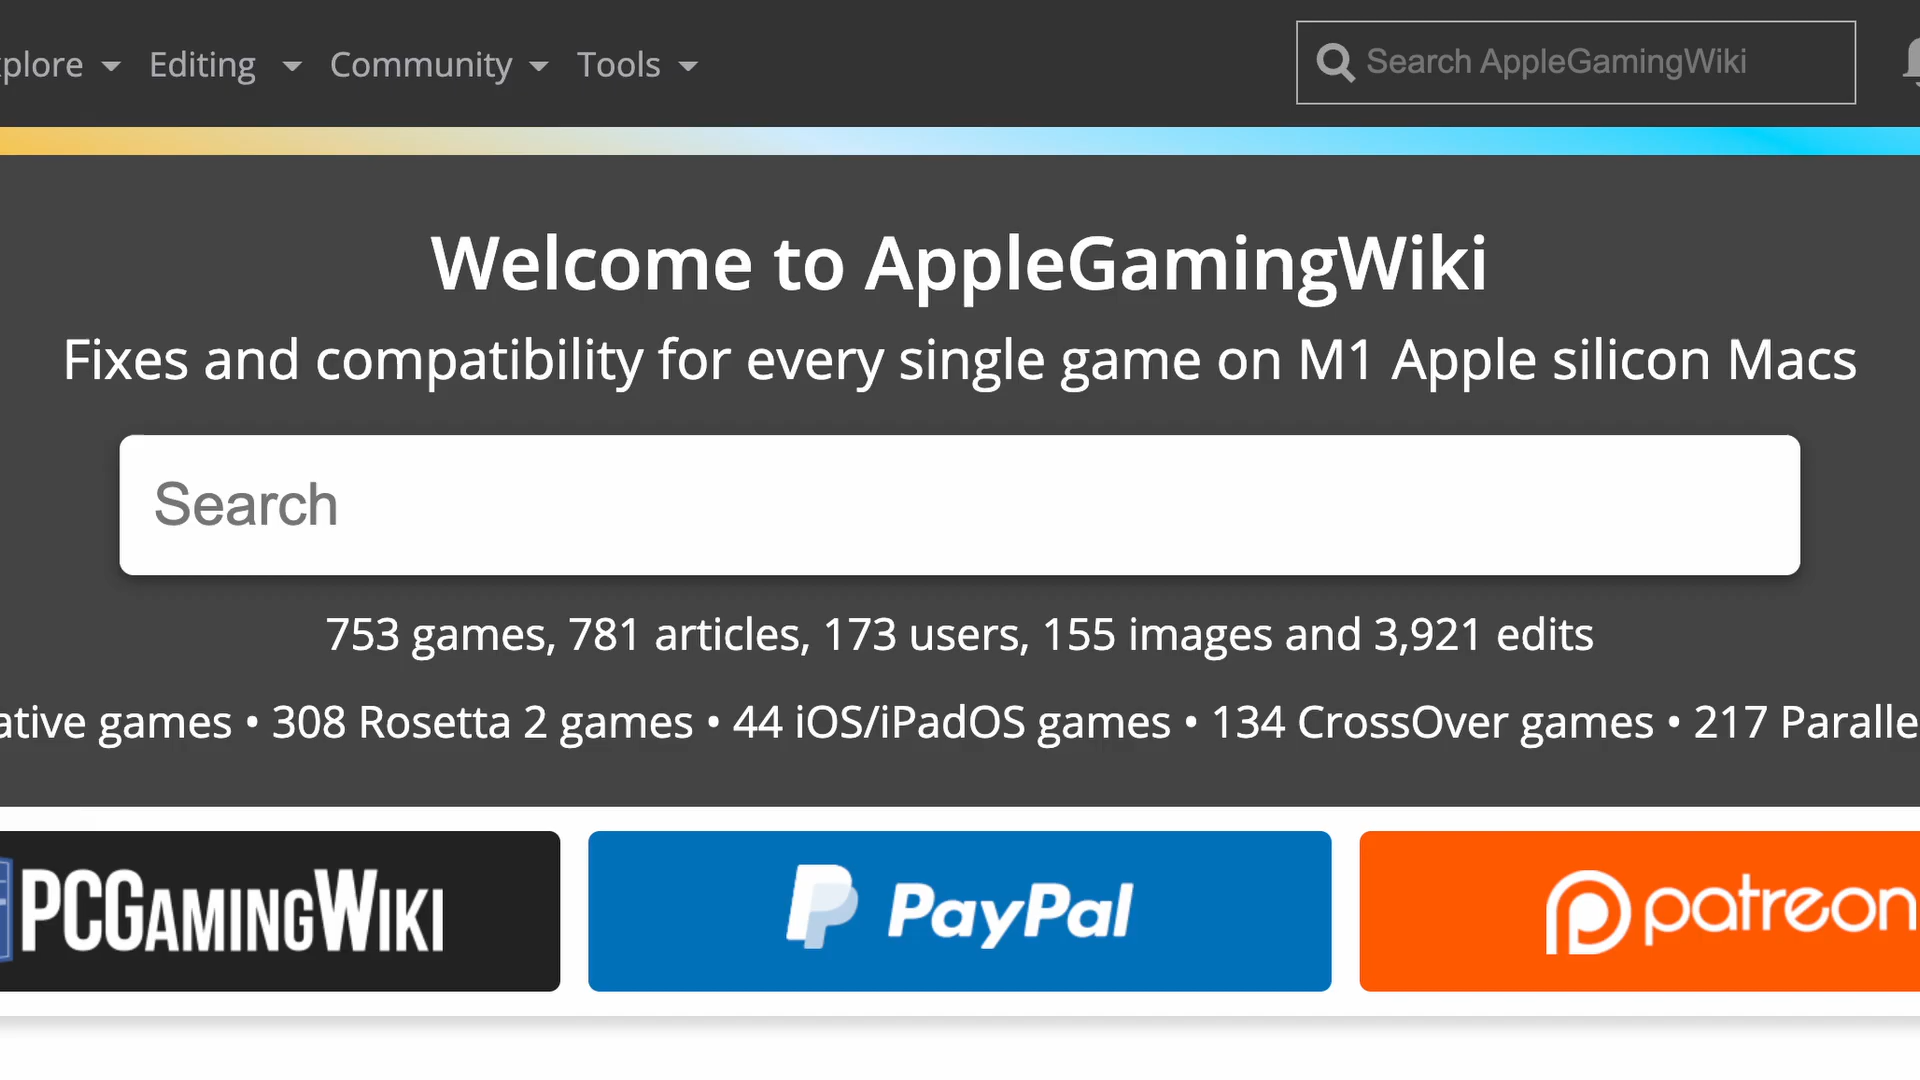 plore Editing Community Tools Search AppleGamingWiki
Welcome to AppleGamingWiki
Fixes and compatibility for every single game on M1 Apple silicon Macs
Search
753 games, 781 articles, 173 users, 155 images and 3,921 edits
ative games • 308 Rosetta 2 games • 44 iOS/iPadOS games • 134 CrossOver games • 217 Paralle
PCGamingWiki PayPal patreon